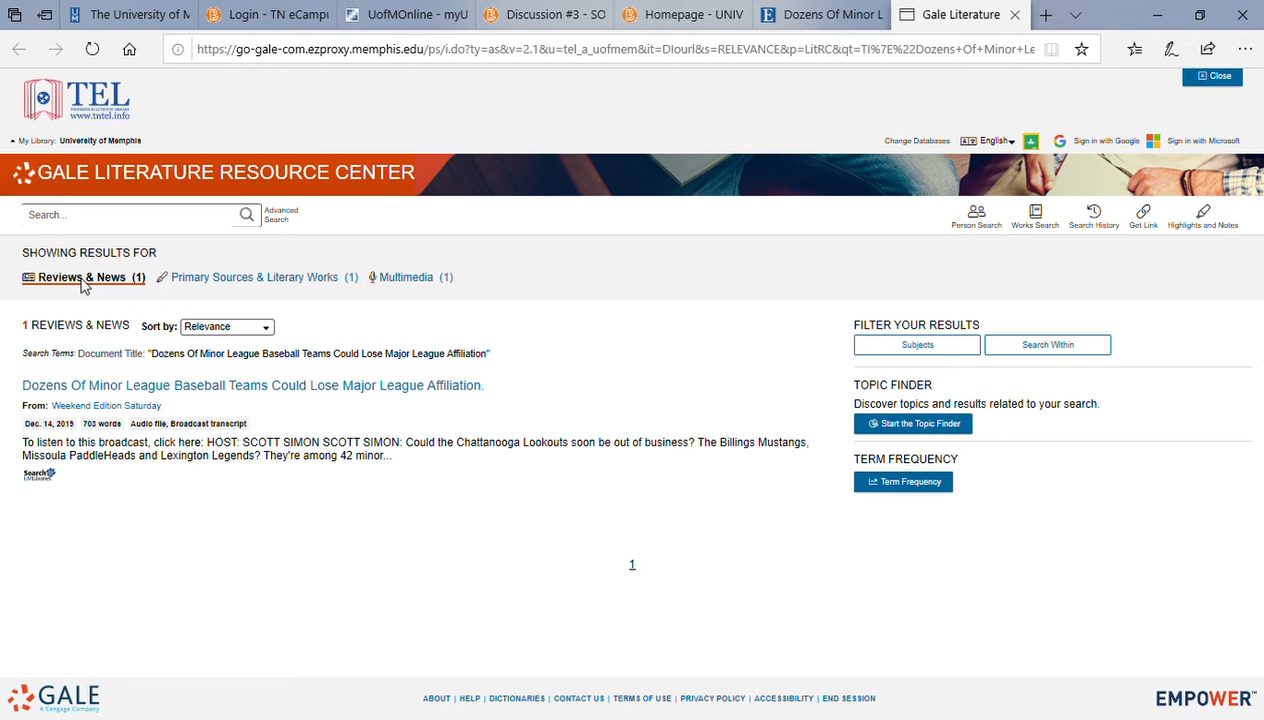 The University of M
Login - TN eCampu
UofMOnline - myU
Discussion #3 - SO
Homepage - UNIV
Dozens Of Minor L
Gale Literature
https://go-gale-com.ezproxy.memphis.edu/ps/i.do?ty=as&v=2.1&u=tel_a_uofmem&it=DIourl&s=RELEVANCE&p=LitRC&qt=TI%7E%22Dozens+Of+Minor+Le
Close
TEL
www.tntel.info
My Library: University of Memphis
Change Databases
English
Sign in with Google
Sign in with Microsoft
GALE LITERATURE RESOURCE CENTER
Search...
Advanced
Search
Person Search
Works Search
Search History
Get Link
Highlights and Notes
SHOWING RESULTS FOR
Reviews & News (1)
Primary Sources & Literary Works (1)
Multimedia (1)
1 REVIEWS & NEWS
Sort by: Relevance
Search Terms: Document Title: "Dozens Of Minor League Baseball Teams Could Lose Major League Affiliation"
Dozens Of Minor League Baseball Teams Could Lose Major League Affiliation.
From: Weekend Edition Saturday
Dec. 14, 2019 703 words Audio file, Broadcast transcript
To listen to this broadcast, click here: HOST: SCOTT SIMON SCOTT SIMON: Could the Chattanooga Lookouts soon be out of business? The Billings Mustangs,
Missoula PaddleHeads and Lexington Legends? They're among 42 minor...
Search
FILTER YOUR RESULTS
Subjects
Search Within
TOPIC FINDER
Discover topics and results related to your search.
Start the Topic Finder
TERM FREQUENCY
Term Frequency
1
GALE
A Cengage Company
ABOUT | HELP | DICTIONARIES | CONTACT US | TERMS OF USE | PRIVACY POLICY | ACCESSIBILITY | END SESSION
EMPOWER™